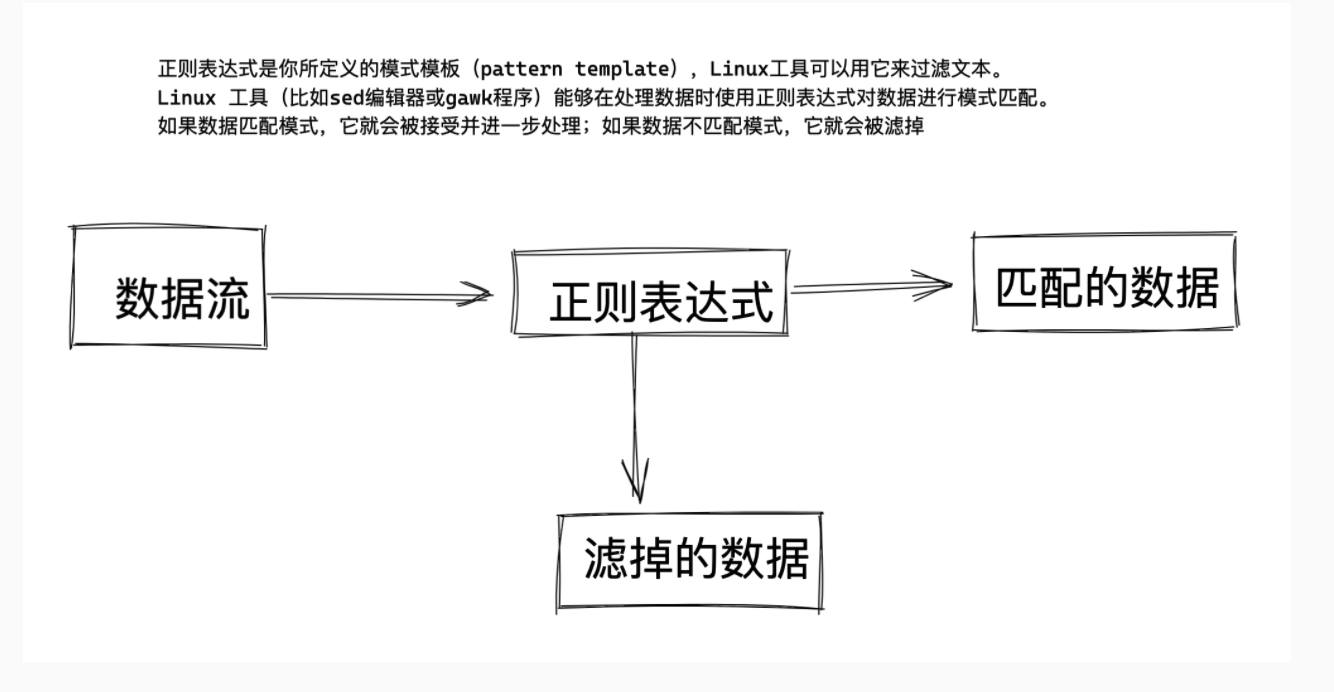 正则表达式是你所定义的模式模板（pattern template），Linux工具可以用它来过滤文本。
Linux 工具（比如sed编辑器或gawk程序）能够在处理数据时使用正则表达式对数据进行模式匹配。
如果数据匹配模式，它就会被接受并进一步处理；如果数据不匹配模式，它就会被滤掉
数据流
正则表达式
匹配的数据
滤掉的数据